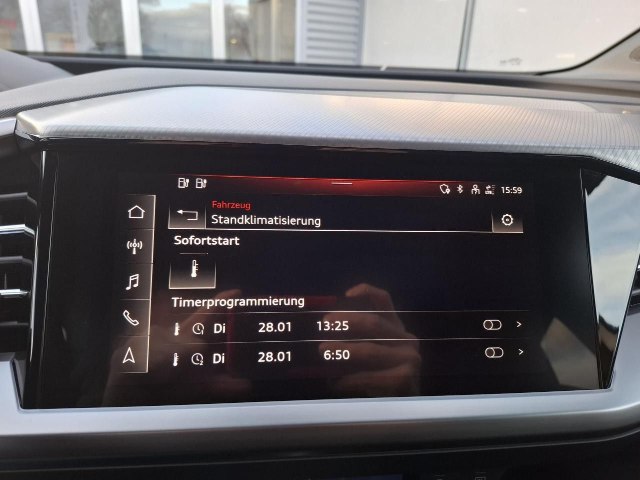 15:59
Fahrzeug
Standklimatisierung
Sofortstart
Timerprogrammierung
Di 28.01 13:25
Di 28.01 6:50